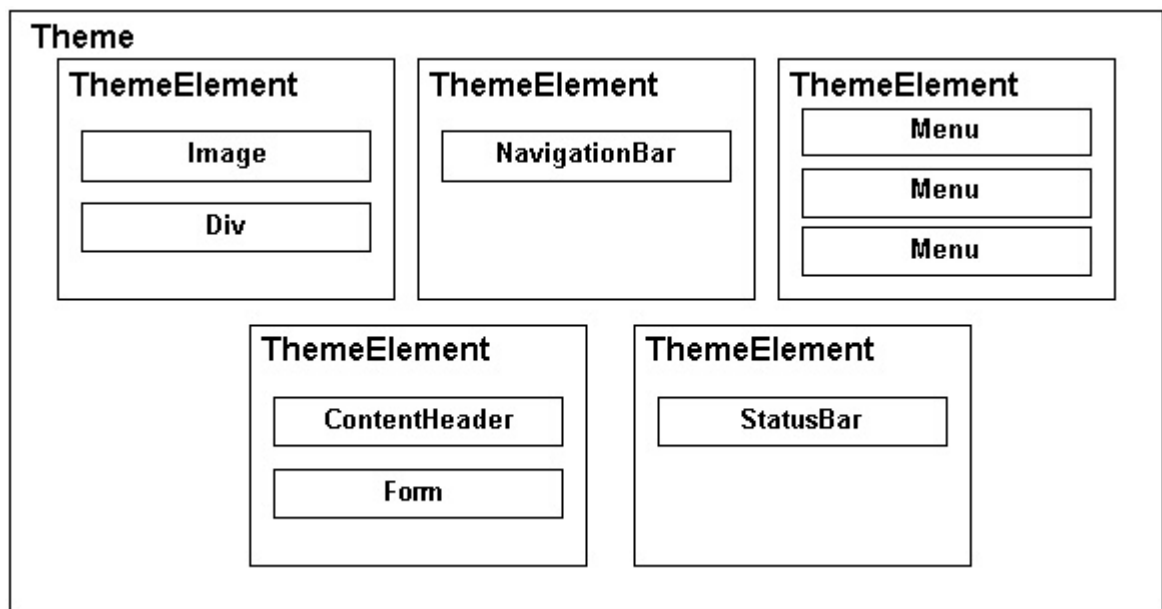 Theme
ThemeElement
Image
Div
ThemeElement
NavigationBar
ThemeElement
Menu
Menu
Menu
ThemeElement
ContentHeader
Form
ThemeElement
StatusBar